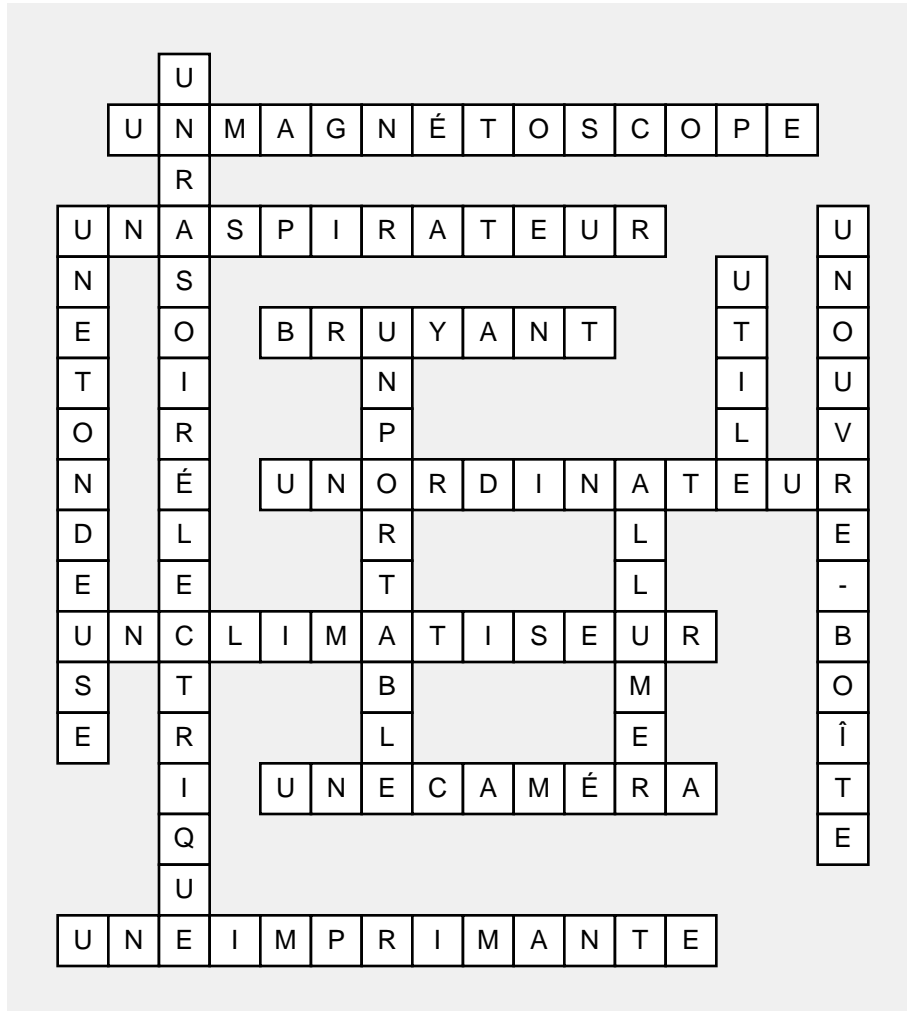 UNRASOIRÉLECTRIQUE
UNMAGNÉTOSCOPE
UNASPIRATEUR
UNETONDEUSE
UNOUVRE-BOÎTE
UTILE
BRUYANT
UNPORTABLE
UNORDINATEUR
ALLUMER
UNCLIMATISEUR
UNECAMÉRA
UNEIMPRIMANTE